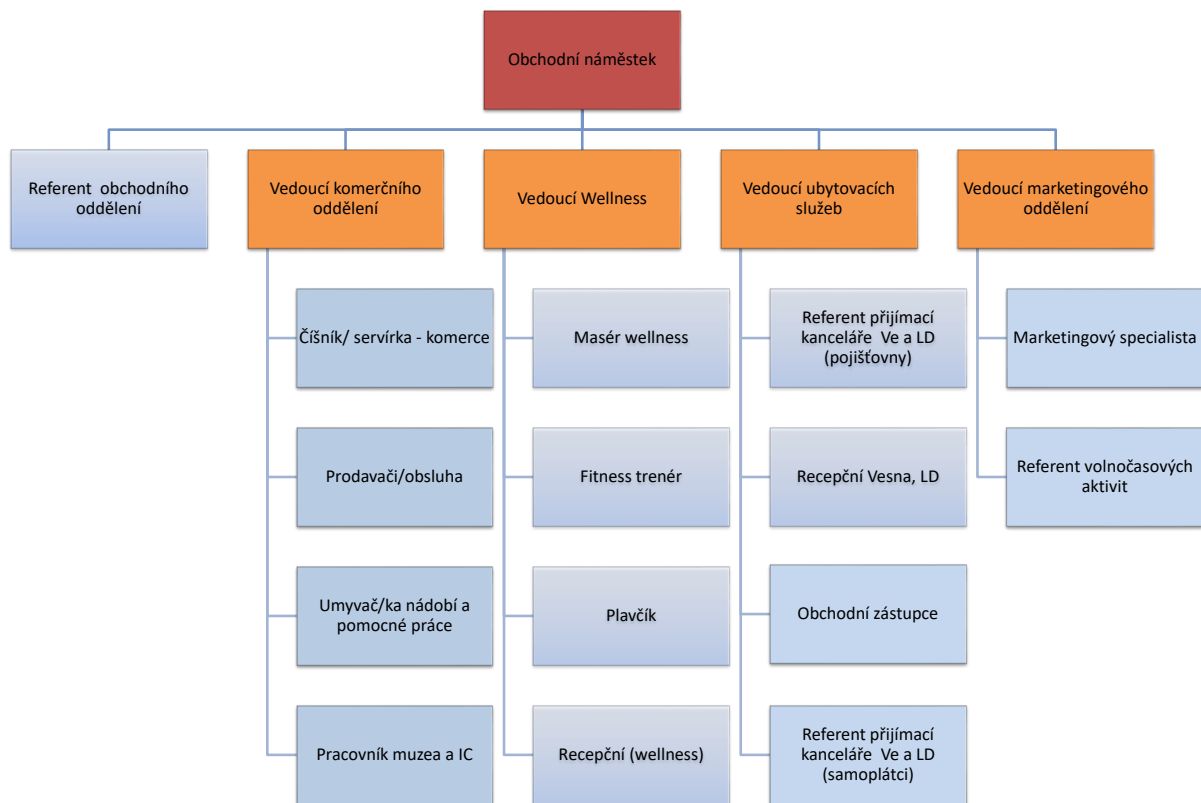 Obchodní náměstek
Referent obchodního
oddělení
Vedoucí komerčního
oddělení
Vedoucí Wellness
Vedoucí ubytovacích
služeb
Vedoucí marketingového
oddělení
Číšník/ servírka - komerce
Prodavači/obsluha
Umyvač/ka nádobí a
pomocné práce
Pracovník muzea a IC
Masér wellness
Fitness trenér
Plavčík
Recepční (wellness)
Referent přijímací
kanceláře Ve a LD
(pojišťovny)
Recepční Vesna, LD
Obchodní zástupce
Referent přijímací
kanceláře Ve a LD
(samoplátci)
Marketingový specialista
Referent volnočasových
aktivit